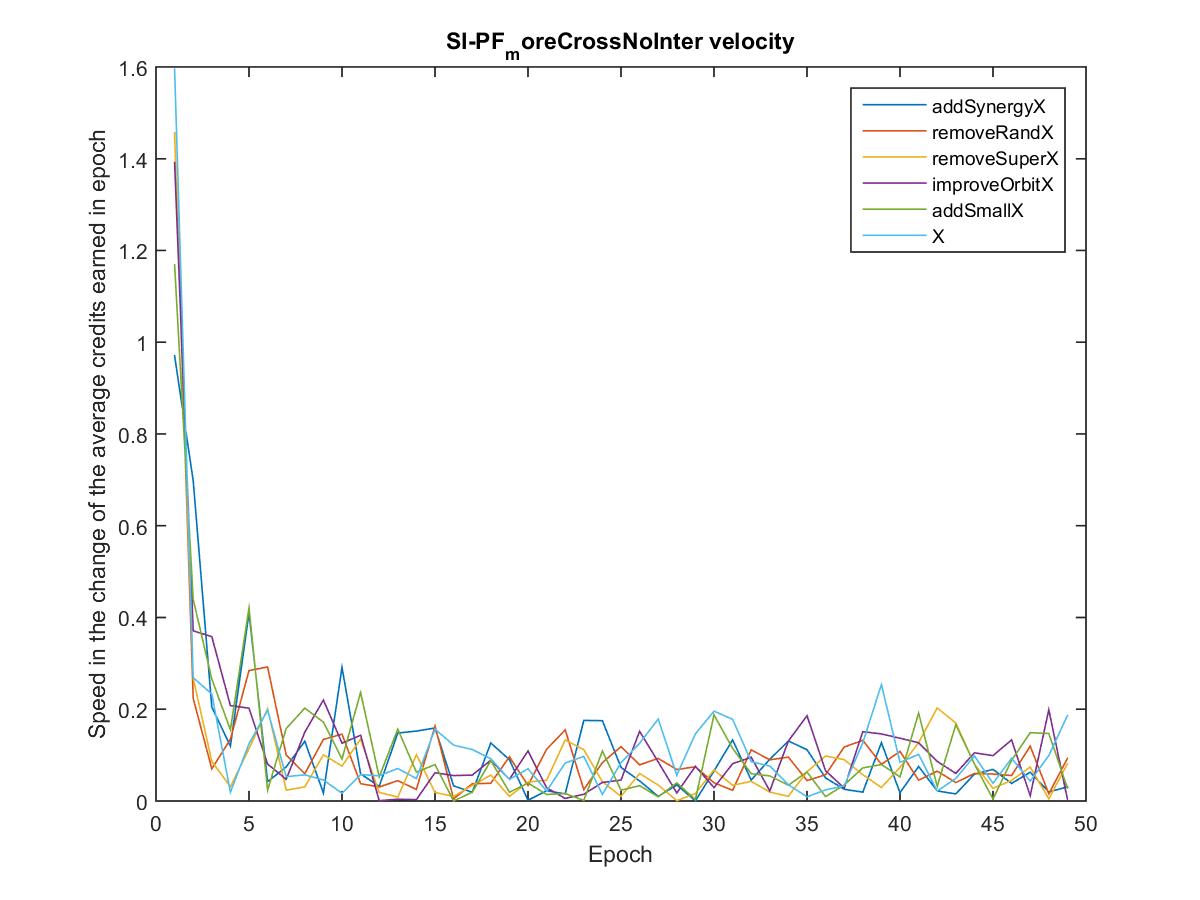 SI-PFmoreCrossNoInter velocity
Speed in the change of the average credits earned in epoch
1.6
1.4
1.2
1
0.8
0.6
0.4
0.2
0
addSynergyX
removeRandX
removeSuperX
improveOrbitX
addSmallX
X
0 5 10 15 20 25 30 35 40 45 50
Epoch